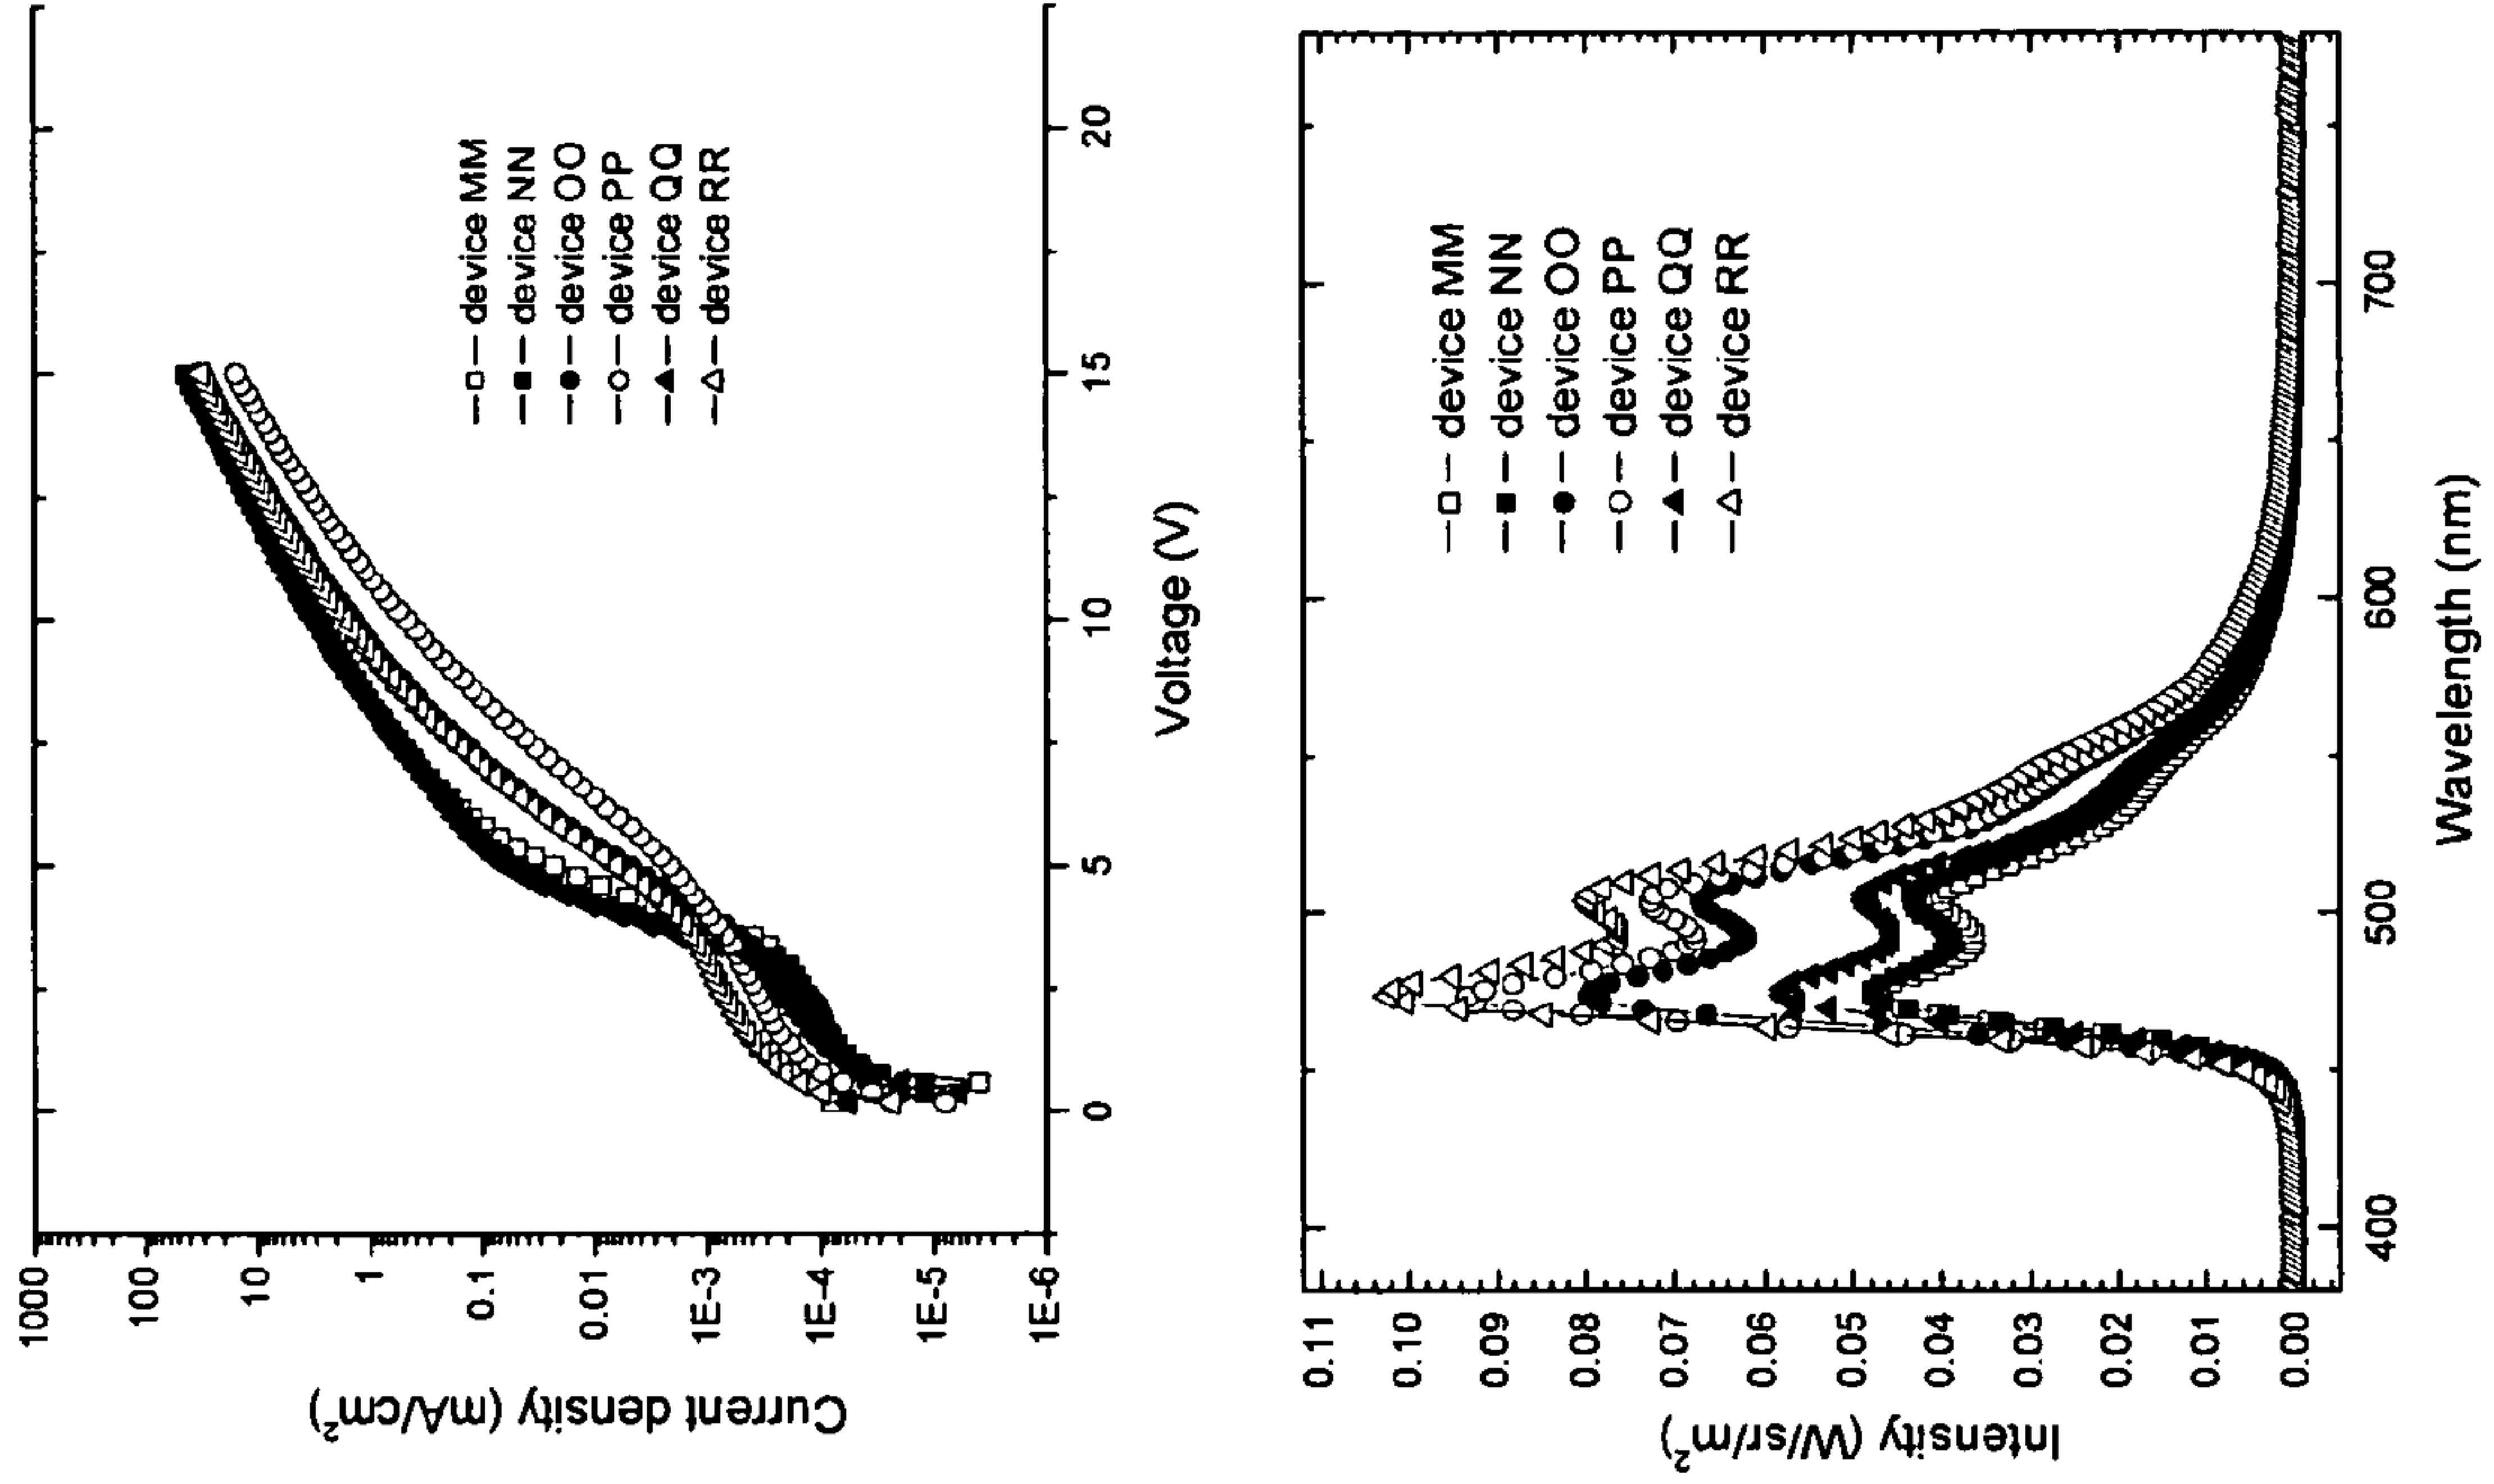 Current density (mA/cm²)
1000
100
10
1
0.1
0.01
1E-3
1E-4
1E-5
1E-6
0
5
10
15
20
Voltage (V)
device MM
device NN
device OO
device PP
device QQ
device RR
Intensity (W/sr/m²)
0.11
0.10
0.09
0.08
0.07
0.06
0.05
0.04
0.03
0.02
0.01
0.00
400
500
600
700
Wavelength (nm)
device MM
device NN
device OO
device PP
device QQ
device RR